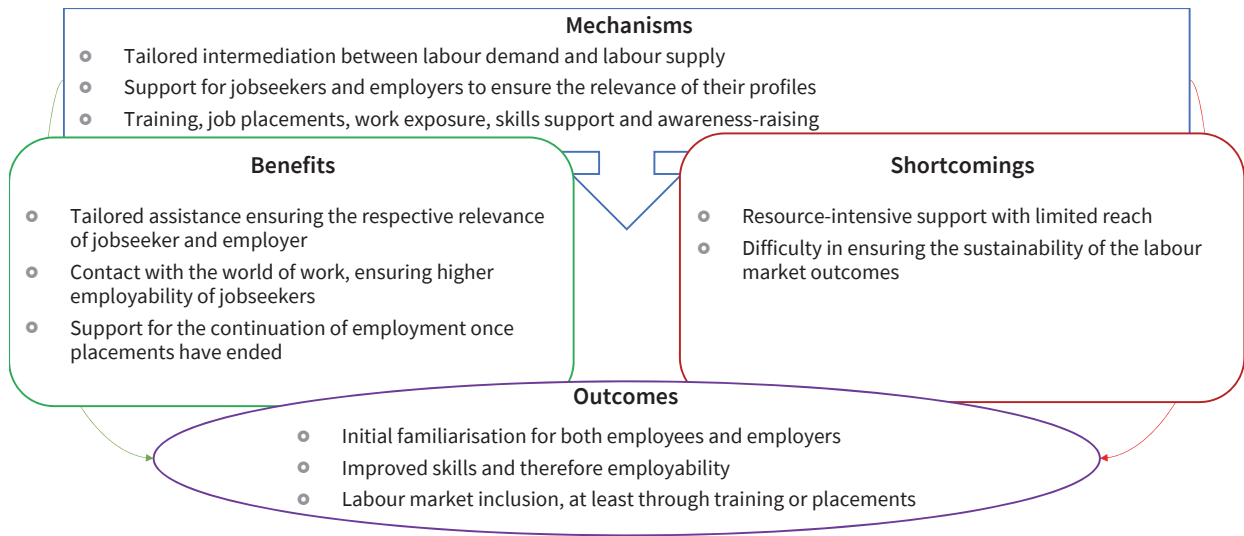 Mechanisms
Tailored intermediation between labour demand and labour supply
Support for jobseekers and employers to ensure the relevance of their profiles
Training, job placements, work exposure, skills support and awareness-raising
Benefits
Tailored assistance ensuring the respective relevance
of jobseeker and employer
Contact with the world of work, ensuring higher
employability of jobseekers
Support for the continuation of employment once
placements have ended
Shortcomings
Resource-intensive support with limited reach
Difficulty in ensuring the sustainability of the labour
market outcomes
Outcomes
Initial familiarisation for both employees and employers
Improved skills and therefore employability
Labour market inclusion, at least through training or placements